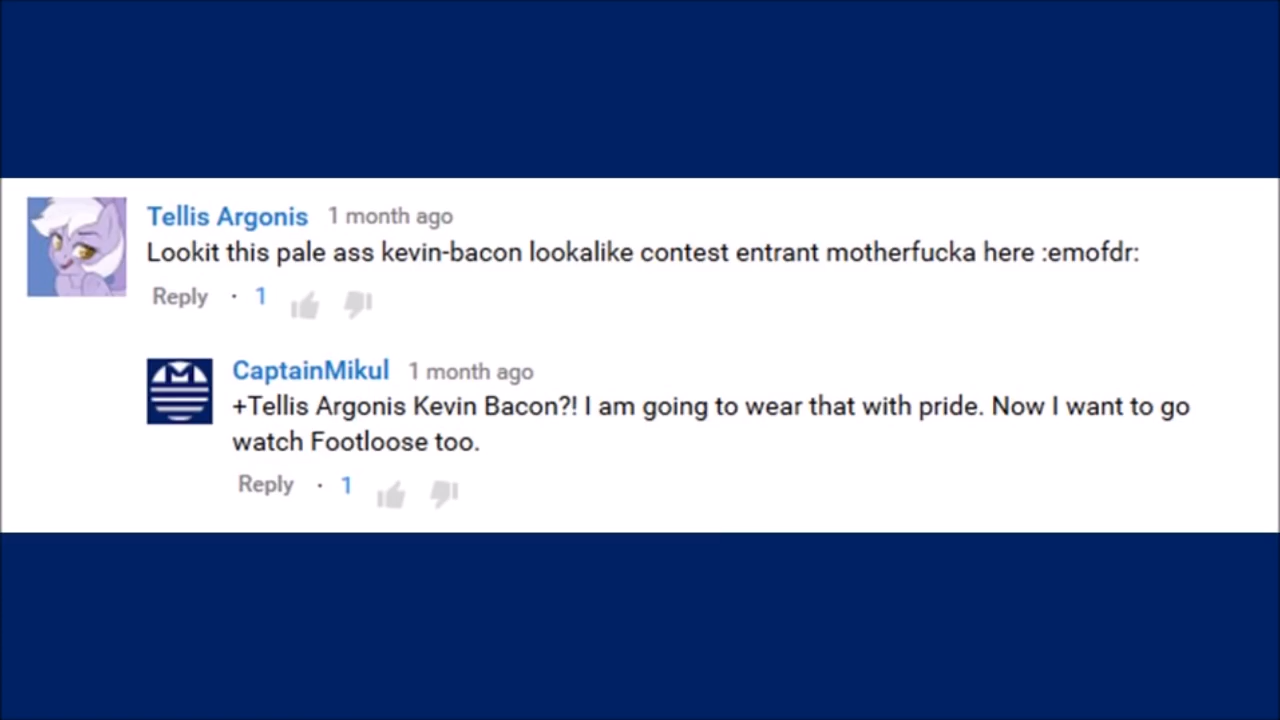 Tellis Argonis 1 month ago
Lookit this pale ass kevin-bacon lookalike contest entrant motherfucka here :emofdr:
Reply · 1
M
CaptainMikul 1 month ago
+Tellis Argonis Kevin Bacon?! I am going to wear that with pride. Now I want to go
watch Footloose too.
Reply · 1